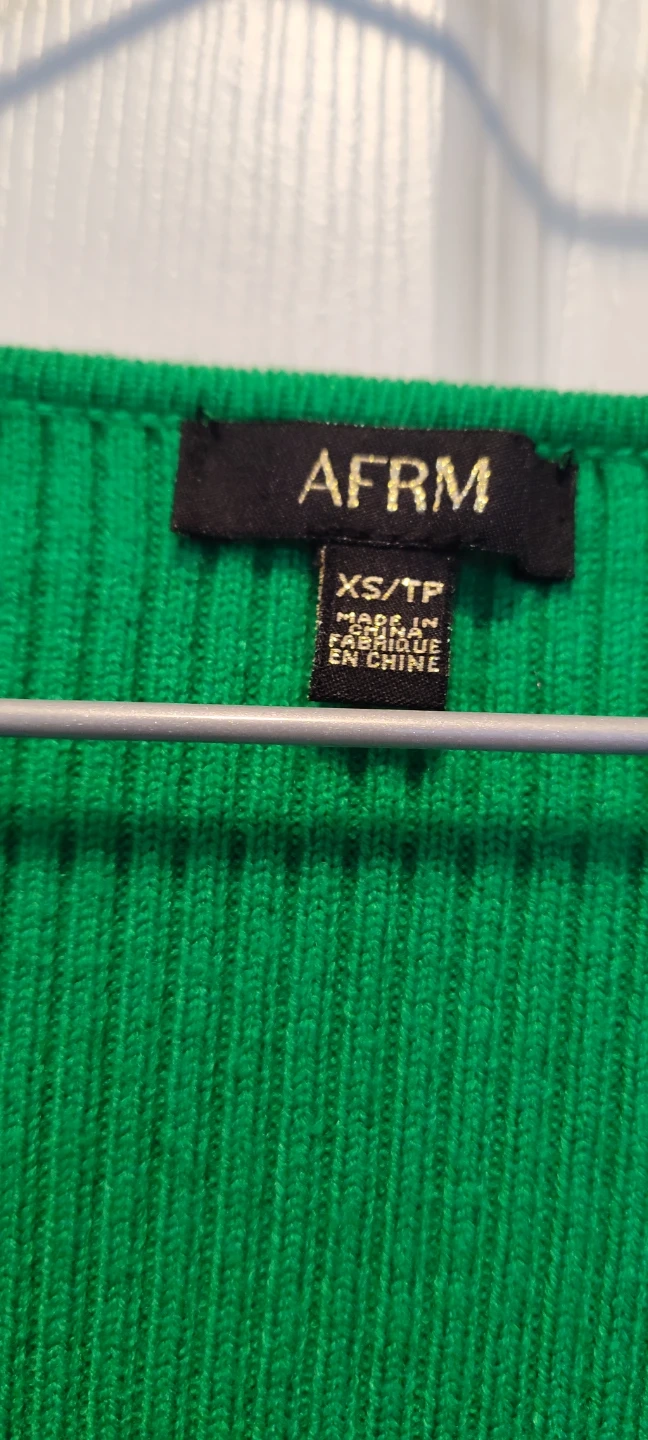 AFRM
XS/TP
MADE IN
CHINA
FABRIQUE
EN CHINE